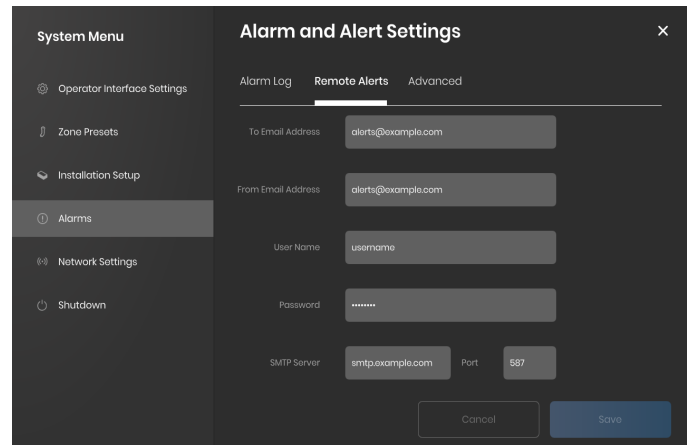 System Menu
Operator Interface Settings
Zone Presets
Installation Setup
Alarms
Network Settings
Shutdown
Alarm and Alert Settings
Alarm Log Remote Alerts Advanced
To Email Address alerts@example.com
From Email Address alerts@example.com
User Name username
Password ••••••••
SMTP Server smtp.example.com Port 587
Cancel Save